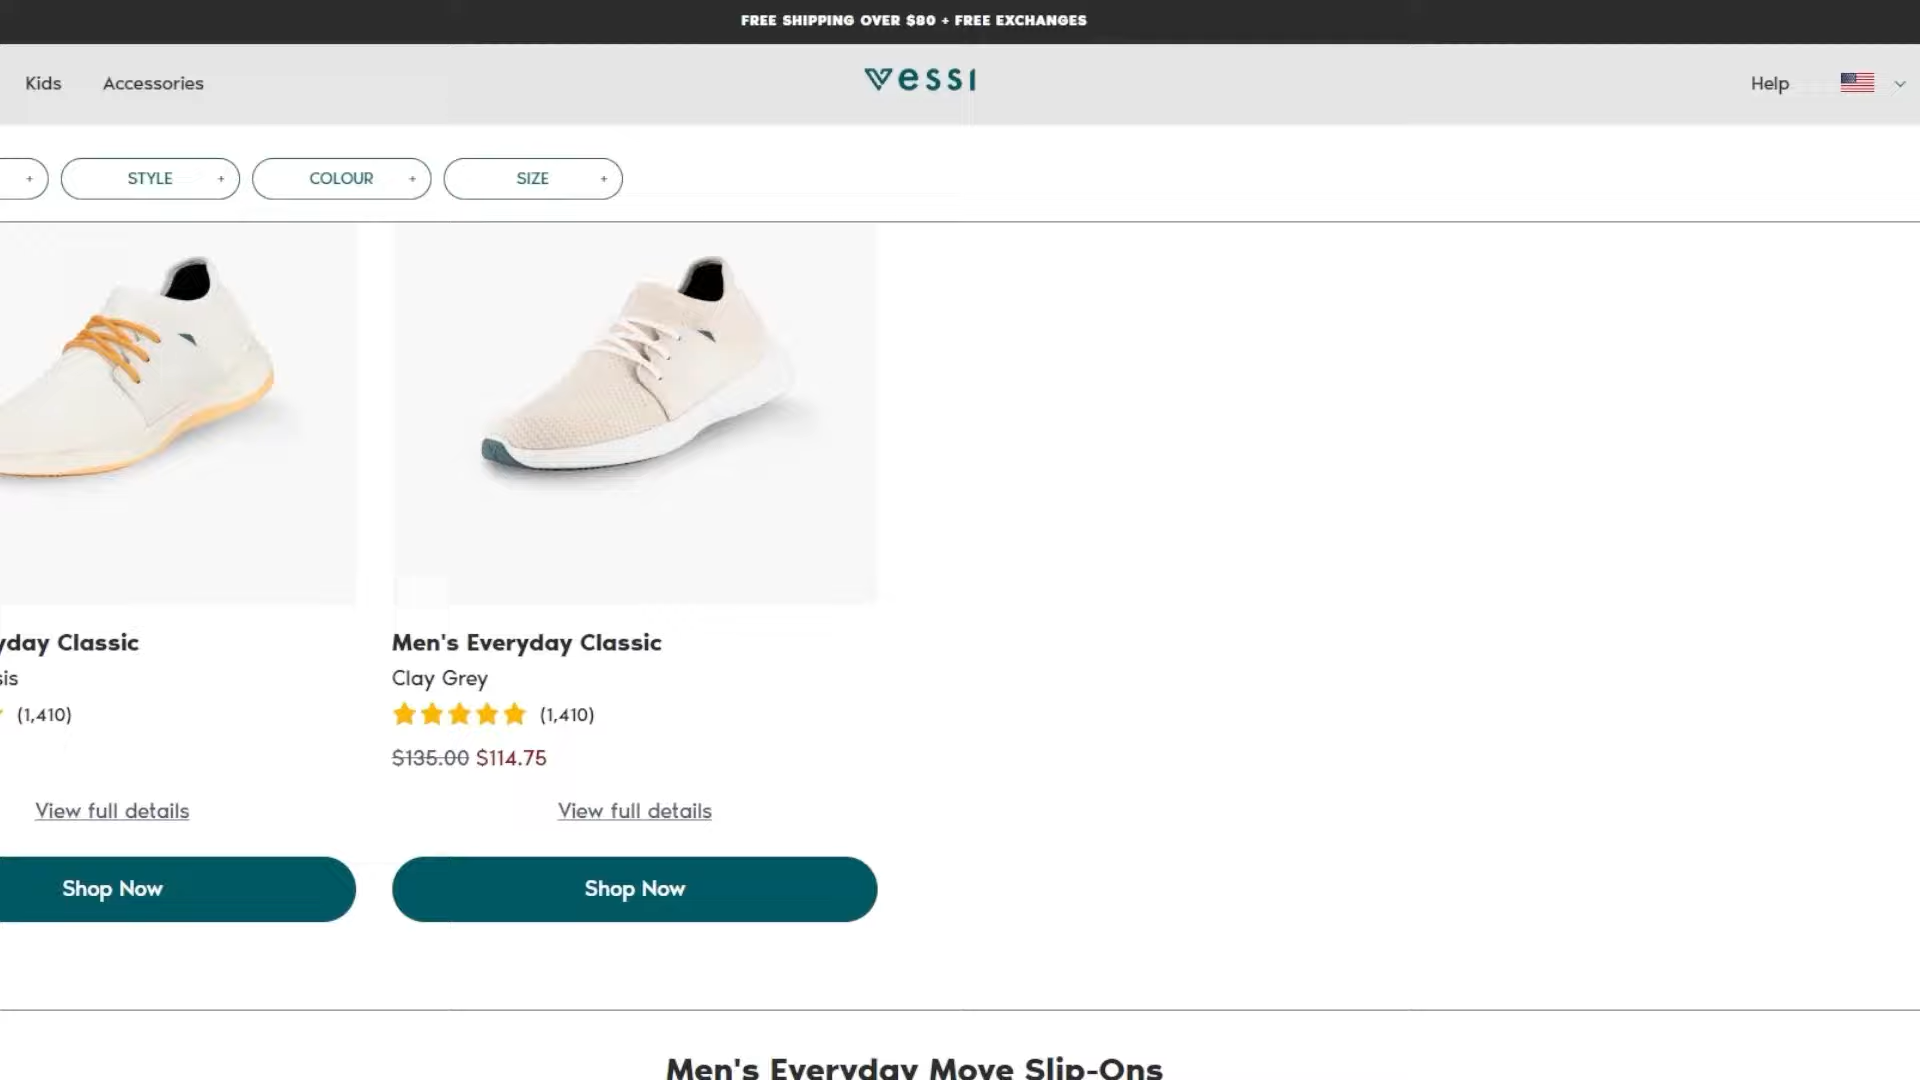 FREE SHIPPING OVER $80 + FREE EXCHANGES
Kids Accessories vessi Help
+ STYLE + COLOUR + SIZE +
yday Classic
sis
(1,410)
View full details
Shop Now
Men's Everyday Classic
Clay Grey
(1,410)
$135.00 $114.75
View full details
Shop Now
Men's Everyday Move Slip-Ons